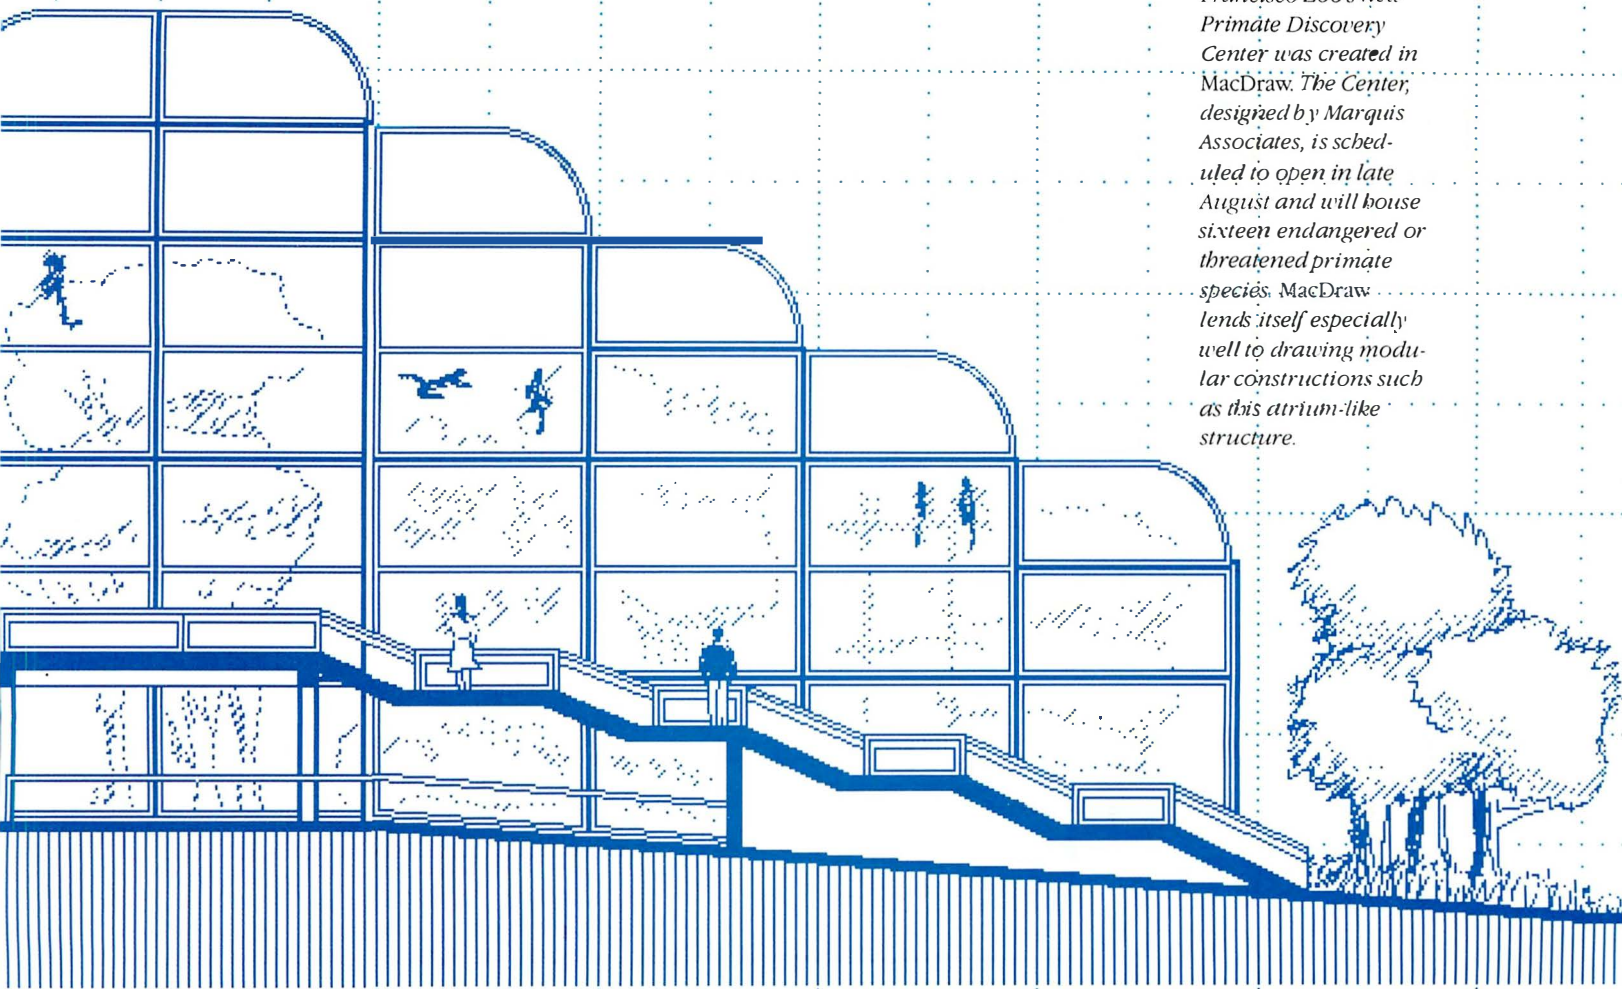 Primate Discovery
Center was created in
MacDraw. The Center,
designed by Marquis
Associates, is sched-
uled to open in late
August and will house
sixteen endangered or
threatened primate
species. MacDraw
lends itself especially
well to drawing modu-
lar constructions such
as this atrium-like
structure.